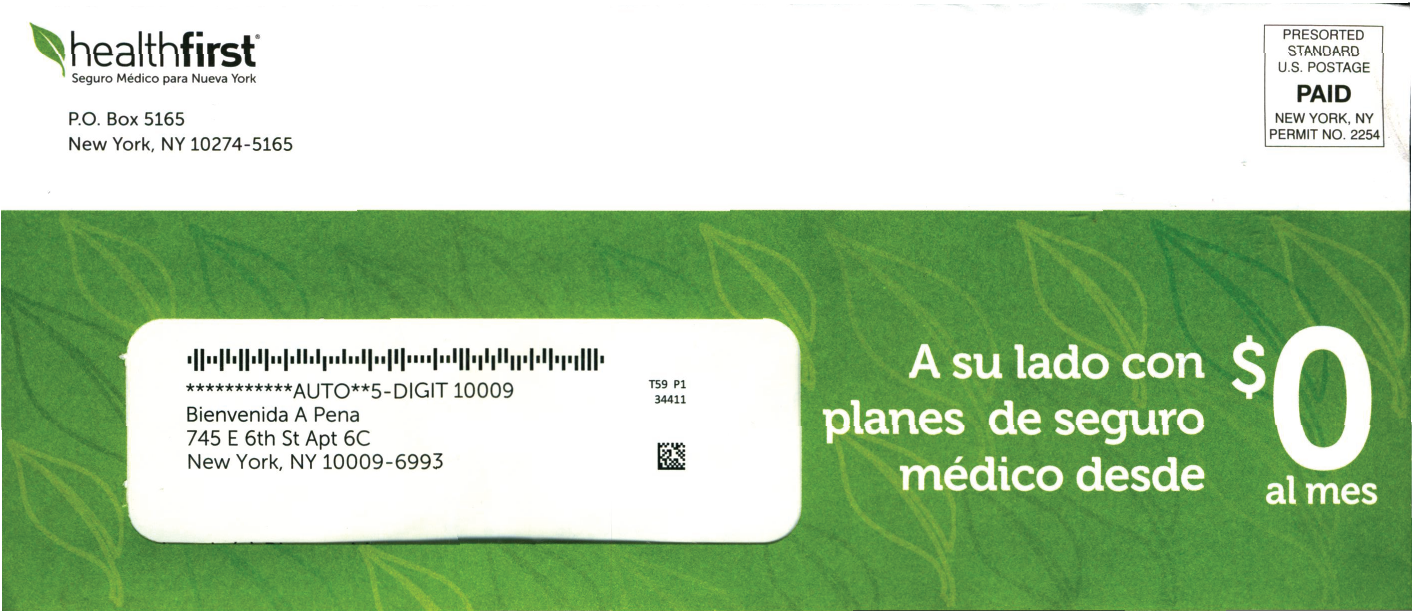 healthfirst®
Seguro Médico para Nueva York
P.O. Box 5165
New York, NY 10274-5165
PRESORTED
STANDARD
U.S. POSTAGE
PAID
NEW YORK, NY
PERMIT NO. 2254
***********AUTO**5-DIGIT 10009
Bienvenida A Pena
745 E 6th St Apt 6C
New York, NY 10009-6993
T59 P1
34411
A su lado con
planes de seguro
médico desde
$0
al mes